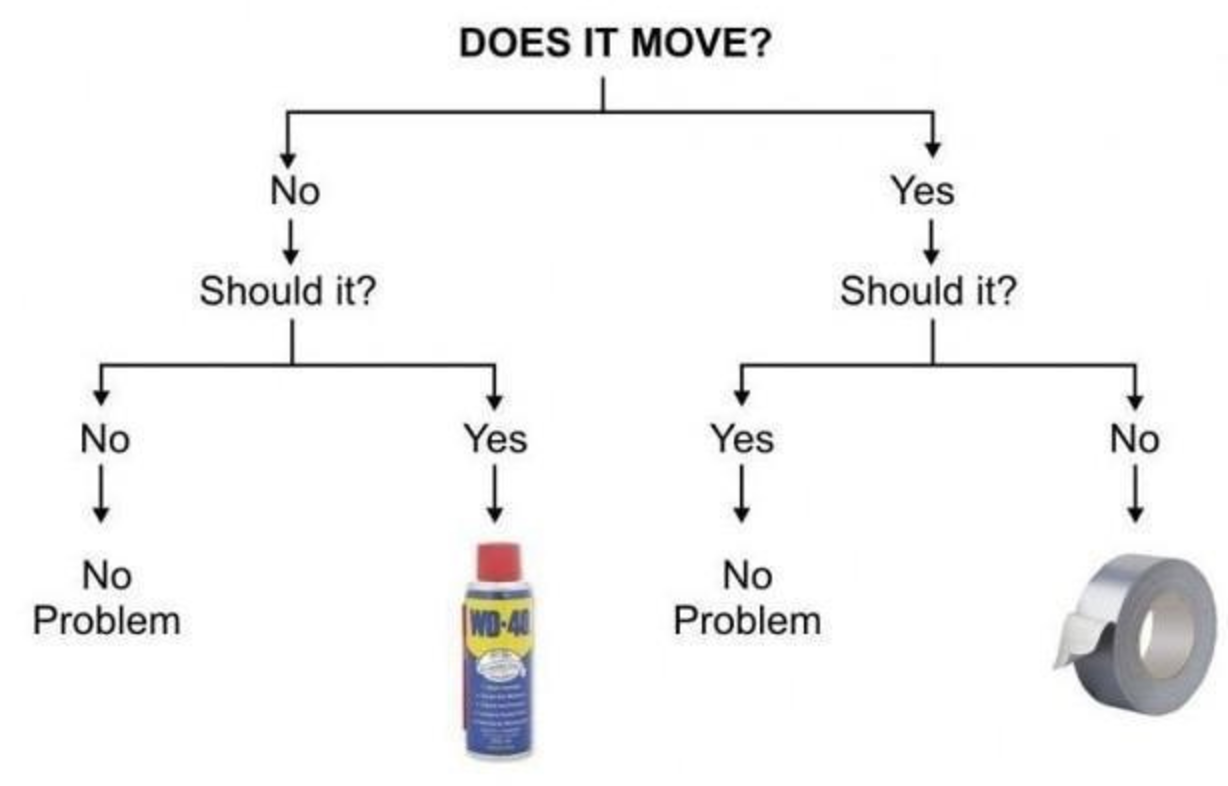 DOES IT MOVE?
No
Yes
Should it?
Should it?
No
Yes
Yes
No
No
Problem
WD-40
No
Problem